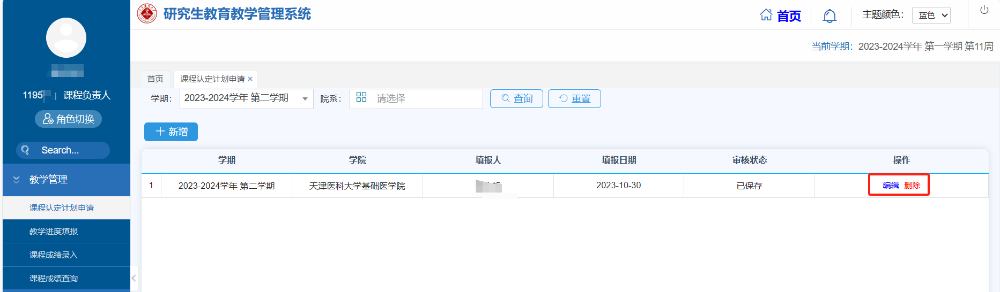 研究生教育教学管理系统
首页
主题颜色: 蓝色
当前学期: 2023-2024学年 第一学期 第11周
1195 | 课程负责人
角色切换
Search...
教学管理
课程认定计划申请
教学进度填报
课程成绩录入
课程成绩查询
首页 课程认定计划申请 ×
学期: 2023-2024学年 第二学期 院系: 请选择 查询 重置
新增
学期 学院 填报人 填报日期 审核状态 操作
1 2023-2024学年 第二学期 天津医科大学基础医学院 2023-10-30 已保存 编辑 删除